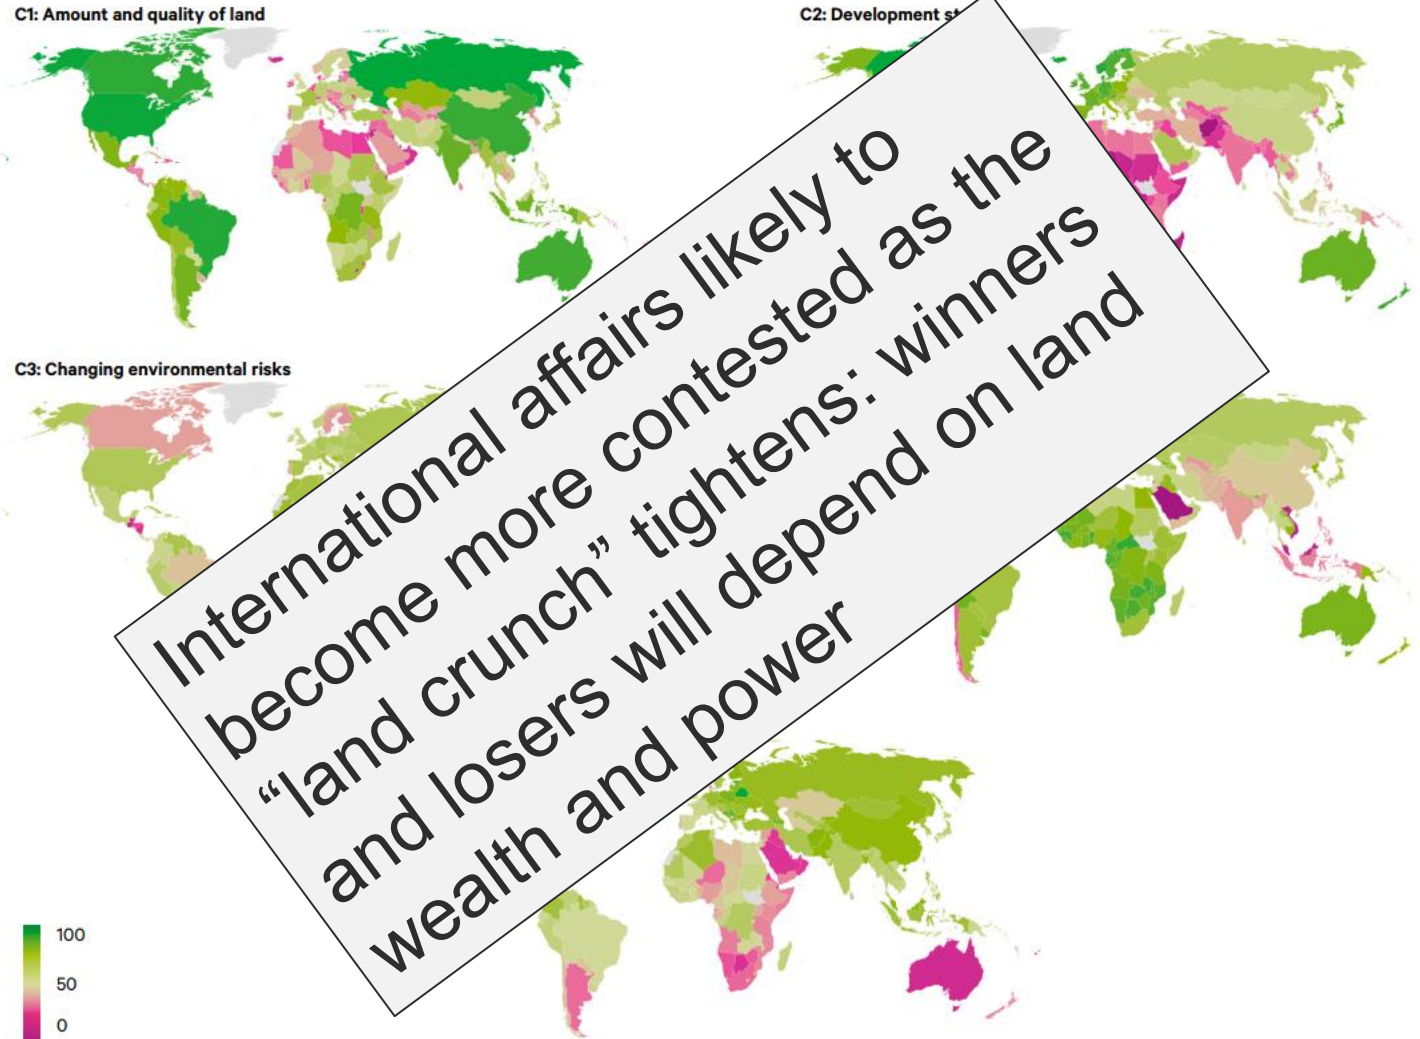 C1: Amount and quality of land
C2: Development
International affairs likely to
become more contested as the
“land crunch” tightens: winners
and losers will depend on land
wealth and power
C3: Changing environmental risks
100
50
0